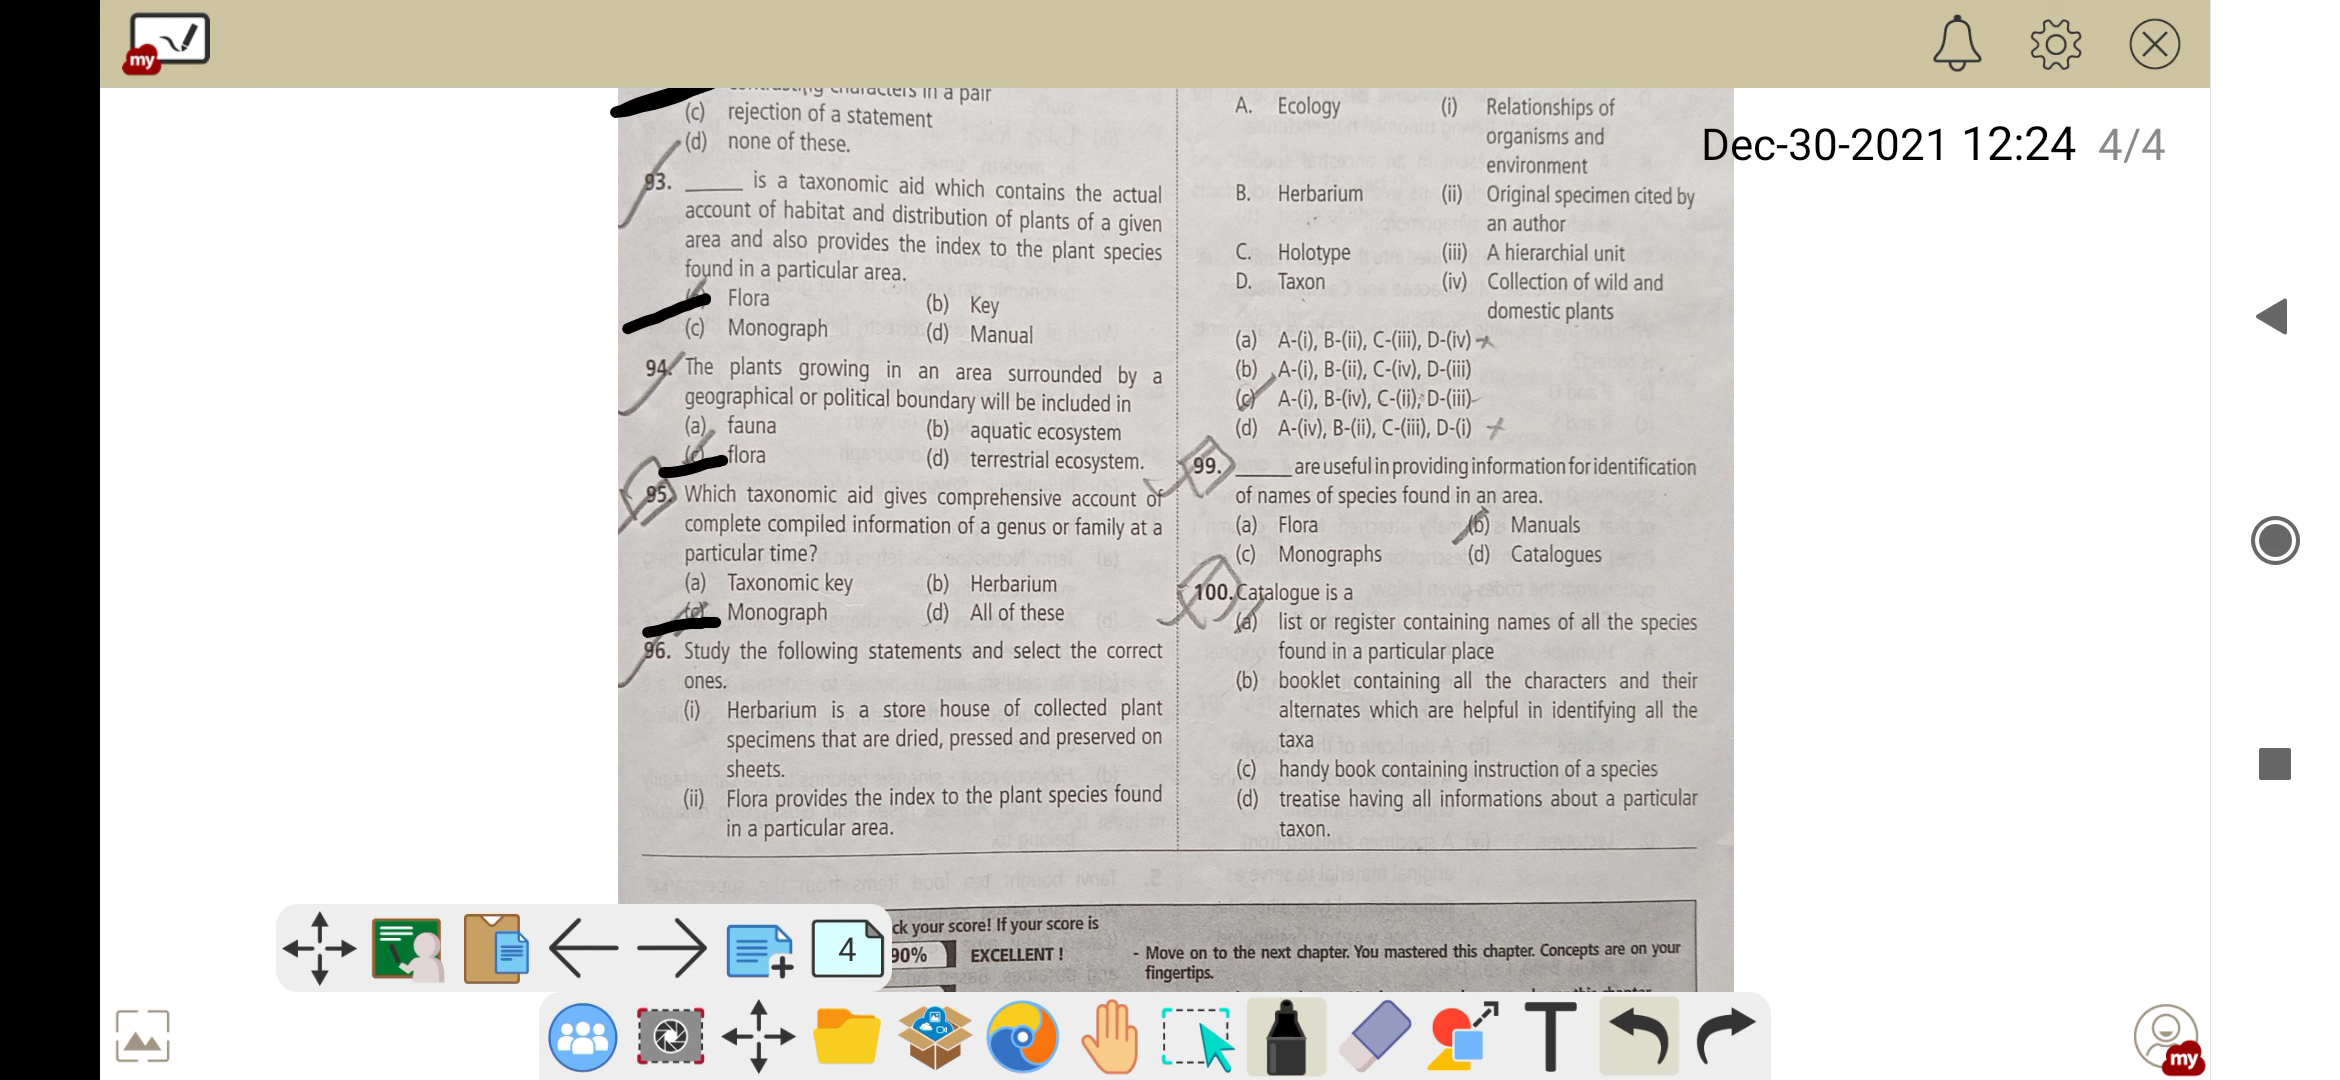 my
Dec-30-2021 12:24 4/4
characters in a pair
(c) rejection of a statement
(d) none of these.
93. ______ is a taxonomic aid which contains the actual
account of habitat and distribution of plants of a given
area and also provides the index to the plant species
found in a particular area.
Flora (b) Key
(c) Monograph (d) Manual
94. The plants growing in an area surrounded by a
geographical or political boundary will be included in
(a) fauna (b) aquatic ecosystem
(c) flora (d) terrestrial ecosystem.
95. Which taxonomic aid gives comprehensive account of
complete compiled information of a genus or family at a
particular time?
(a) Taxonomic key (b) Herbarium
(c) Monograph (d) All of these
96. Study the following statements and select the correct
ones.
(i) Herbarium is a store house of collected plant
specimens that are dried, pressed and preserved on
sheets.
(ii) Flora provides the index to the plant species found
in a particular area.
A. Ecology (i) Relationships of
organisms and
environment
B. Herbarium (ii) Original specimen cited by
an author
C. Holotype (iii) A hierarchial unit
D. Taxon (iv) Collection of wild and
domestic plants
(a) A-(i), B-(ii), C-(iii), D-(iv)
(b) A-(i), B-(ii), C-(iv), D-(iii)
(c) A-(i), B-(iv), C-(ii), D-(iii)
(d) A-(iv), B-(ii), C-(iii), D-(i)
99. ______ are useful in providing information for identification
of names of species found in an area.
(a) Flora (b) Manuals
(c) Monographs (d) Catalogues
100. Catalogue is a
(a) list or register containing names of all the species
found in a particular place
(b) booklet containing all the characters and their
alternates which are helpful in identifying all the
taxa
(c) handy book containing instruction of a species
(d) treatise having all informations about a particular
taxon.
ck your score! If your score is
90% EXCELLENT ! - Move on to the next chapter. You mastered this chapter. Concepts are on your
fingertips.
4
T
my